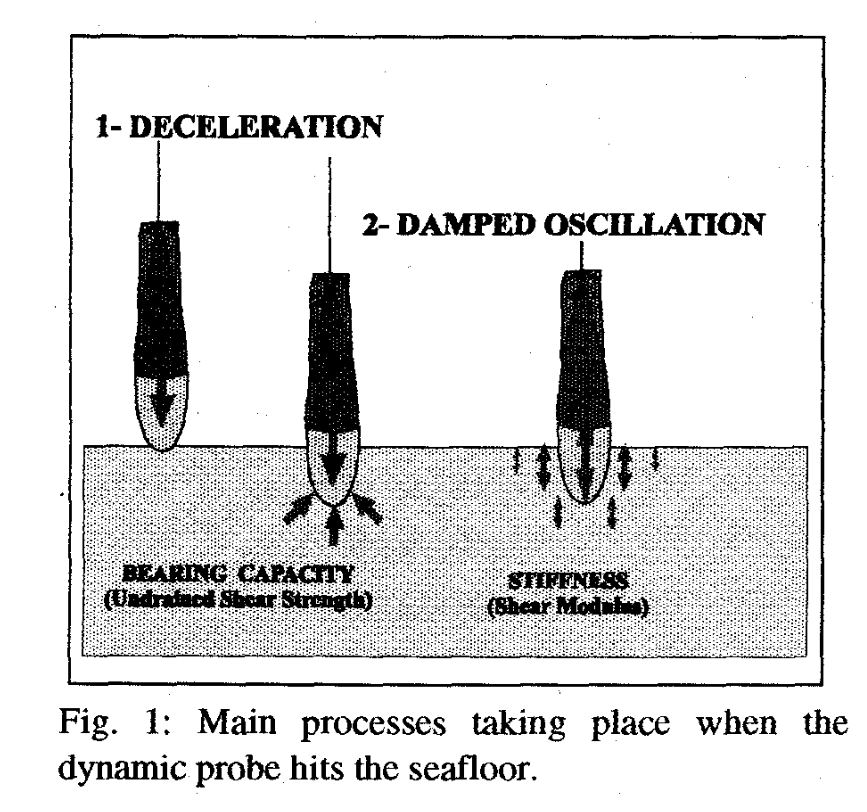 1- DECELERATION
2- DAMPED OSCILLATION
BEARING CAPACITY
(Undrained Shear Strength)
STIFFNESS
(Shear Modulus)
Fig. 1: Main processes taking place when the
dynamic probe hits the seafloor.